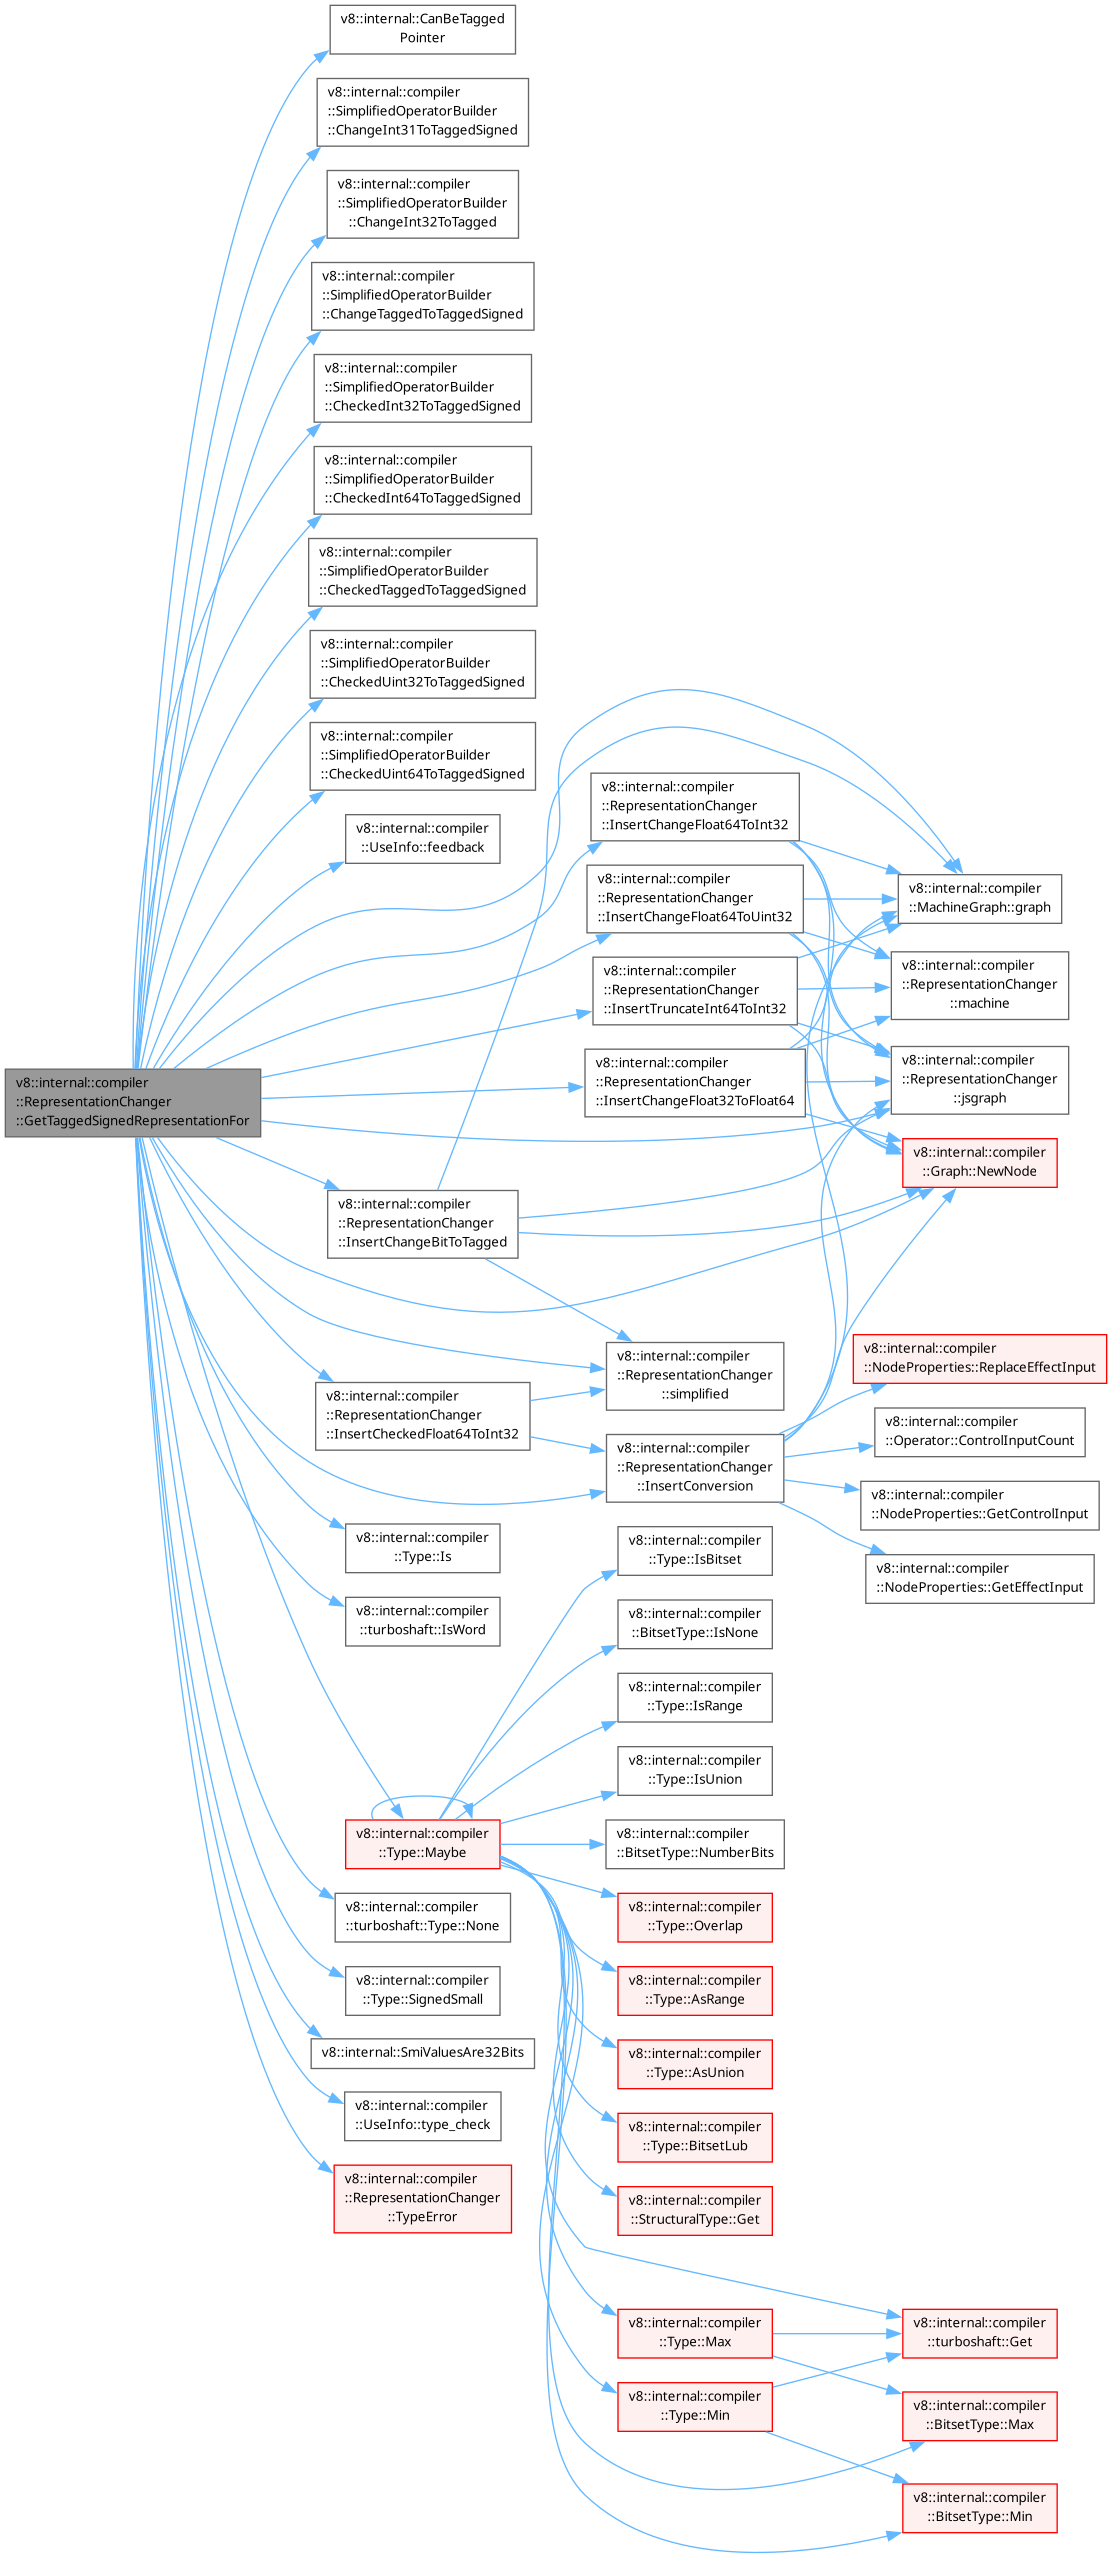 v8::internal::CanBeTagged
Pointer
v8::internal::compiler
::SimplifiedOperatorBuilder
::ChangeInt31ToTaggedSigned
v8::internal::compiler
::SimplifiedOperatorBuilder
::ChangeInt32ToTagged
v8::internal::compiler
::SimplifiedOperatorBuilder
::ChangeTaggedToTaggedSigned
v8::internal::compiler
::SimplifiedOperatorBuilder
::CheckedInt32ToTaggedSigned
v8::internal::compiler
::SimplifiedOperatorBuilder
::CheckedInt64ToTaggedSigned
v8::internal::compiler
::SimplifiedOperatorBuilder
::CheckedTaggedToTaggedSigned
v8::internal::compiler
::SimplifiedOperatorBuilder
::CheckedUint32ToTaggedSigned
v8::internal::compiler
::SimplifiedOperatorBuilder
::CheckedUint64ToTaggedSigned
v8::internal::compiler
::UseInfo::feedback
v8::internal::compiler
::RepresentationChanger
::InsertChangeFloat64ToInt32
v8::internal::compiler
::RepresentationChanger
::InsertChangeFloat64ToUint32
v8::internal::compiler
::MachineGraph::graph
v8::internal::compiler
::RepresentationChanger
::InsertTruncateInt64ToInt32
v8::internal::compiler
::RepresentationChanger
::machine
v8::internal::compiler
::RepresentationChanger
::InsertChangeFloat32ToFloat64
v8::internal::compiler
::RepresentationChanger
::jsgraph
v8::internal::compiler
::RepresentationChanger
::GetTaggedSignedRepresentationFor
v8::internal::compiler
::Graph::NewNode
v8::internal::compiler
::RepresentationChanger
::InsertChangeBitToTagged
v8::internal::compiler
::RepresentationChanger
::simplified
v8::internal::compiler
::NodeProperties::ReplaceEffectInput
v8::internal::compiler
::RepresentationChanger
::InsertCheckedFloat64ToInt32
v8::internal::compiler
::Operator::ControlInputCount
v8::internal::compiler
::RepresentationChanger
::InsertConversion
v8::internal::compiler
::NodeProperties::GetControlInput
v8::internal::compiler
::NodeProperties::GetEffectInput
v8::internal::compiler
::Type::Is
v8::internal::compiler
::Type::IsBitset
v8::internal::compiler
::turboshaft::IsWord
v8::internal::compiler
::BitsetType::IsNone
v8::internal::compiler
::Type::IsRange
v8::internal::compiler
::Type::IsUnion
v8::internal::compiler
::Type::Maybe
v8::internal::compiler
::BitsetType::NumberBits
v8::internal::compiler
::turboshaft::Type::None
v8::internal::compiler
::Type::Overlap
v8::internal::compiler
::Type::SignedSmall
v8::internal::compiler
::Type::AsRange
v8::internal::SmiValuesAre32Bits
v8::internal::compiler
::Type::AsUnion
v8::internal::compiler
::UseInfo::type_check
v8::internal::compiler
::Type::BitsetLub
v8::internal::compiler
::RepresentationChanger
::TypeError
v8::internal::compiler
::StructuralType::Get
v8::internal::compiler
::Type::Max
v8::internal::compiler
::turboshaft::Get
v8::internal::compiler
::Type::Min
v8::internal::compiler
::BitsetType::Max
v8::internal::compiler
::BitsetType::Min